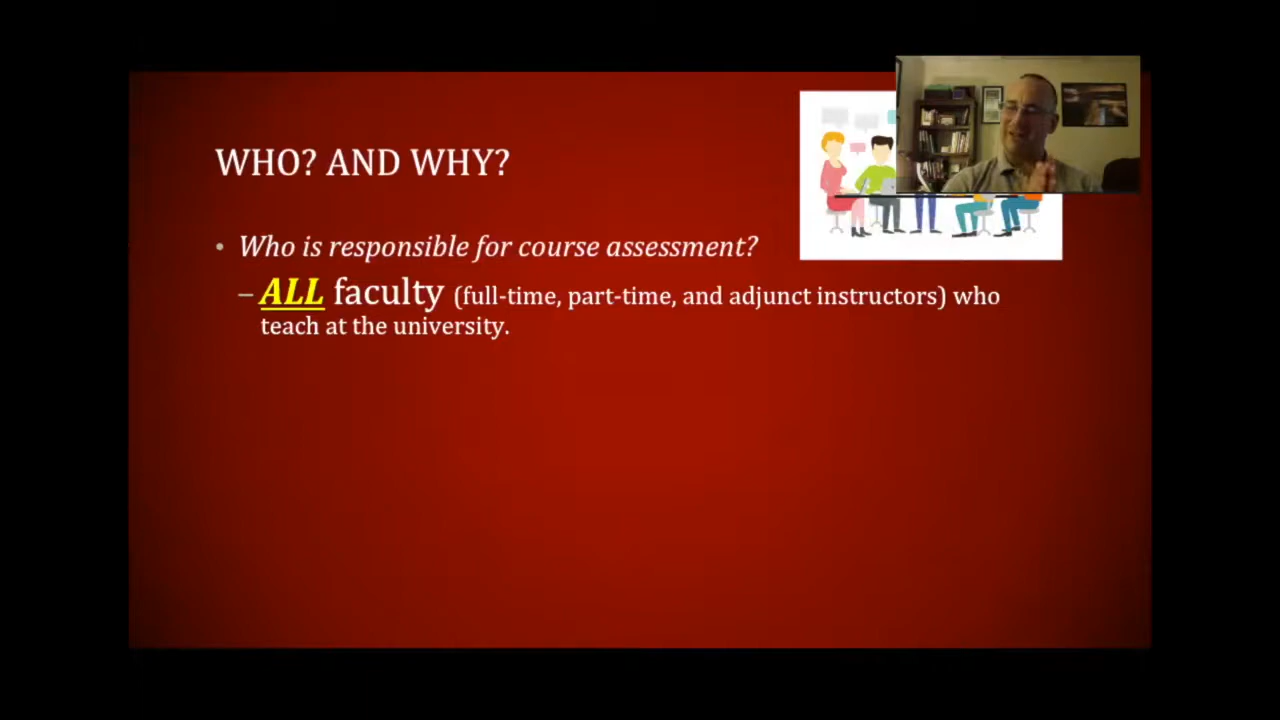 WHO? AND WHY?
• Who is responsible for course assessment?
– ALL faculty (full-time, part-time, and adjunct instructors) who
teach at the university.